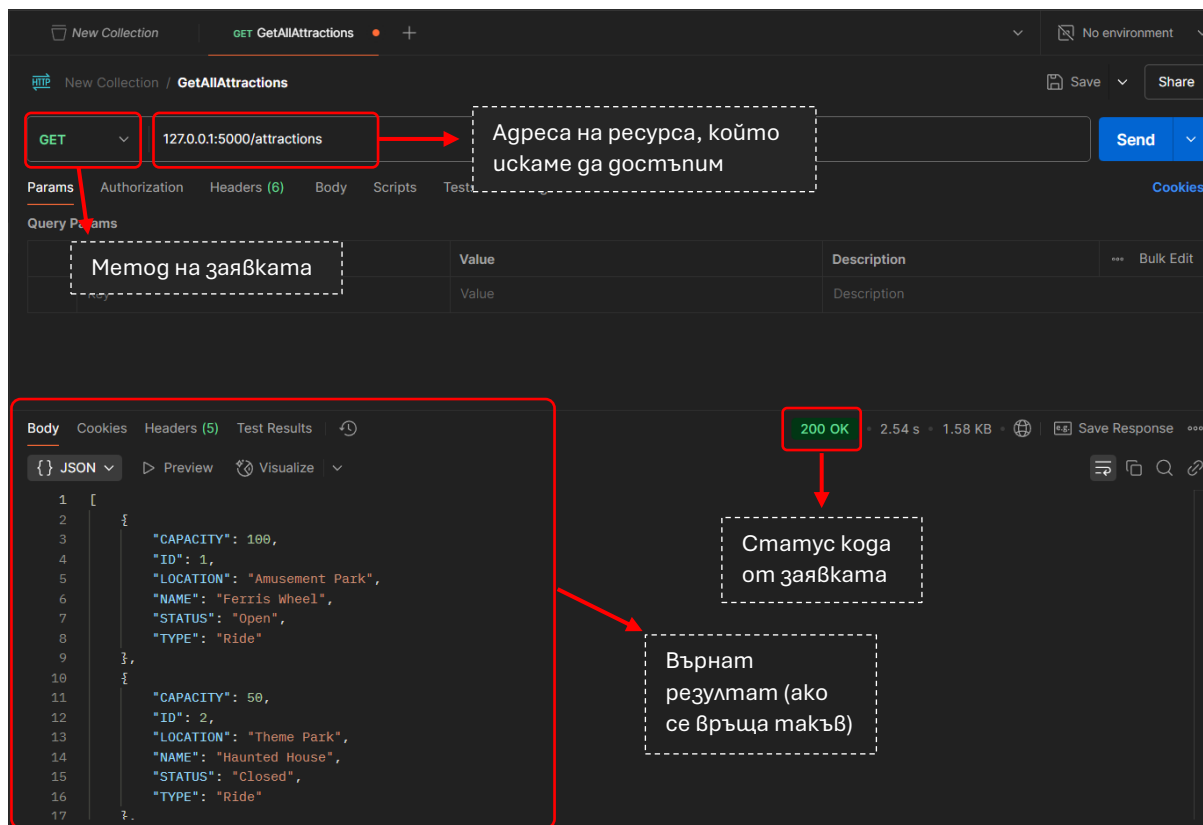 New Collection GET GetAllAttractions No environment
HTTP New Collection / GetAllAttractions Save Share
GET 127.0.0.1:5000/attractions Send
Адреса на ресурса, който
искаме да достъпим
Params Authorization Headers (6) Body Scripts Cookies
Query Params
Метод на заявката
Value Description Bulk Edit
Value Description
Body Cookies Headers (5) Test Results 200 OK 2.54 s 1.58 KB e.g. Save Response
{} JSON Preview Visualize
1 [
2 {
3 "CAPACITY": 100,
4 "ID": 1,
5 "LOCATION": "Amusement Park",
6 "NAME": "Ferris Wheel",
7 "STATUS": "Open",
8 "TYPE": "Ride"
9 },
10 {
11 "CAPACITY": 50,
12 "ID": 2,
13 "LOCATION": "Theme Park",
14 "NAME": "Haunted House",
15 "STATUS": "Closed",
16 "TYPE": "Ride"
17 },
Статус кода
от заявката
Върнат
резултат (ако
се връща такъв)